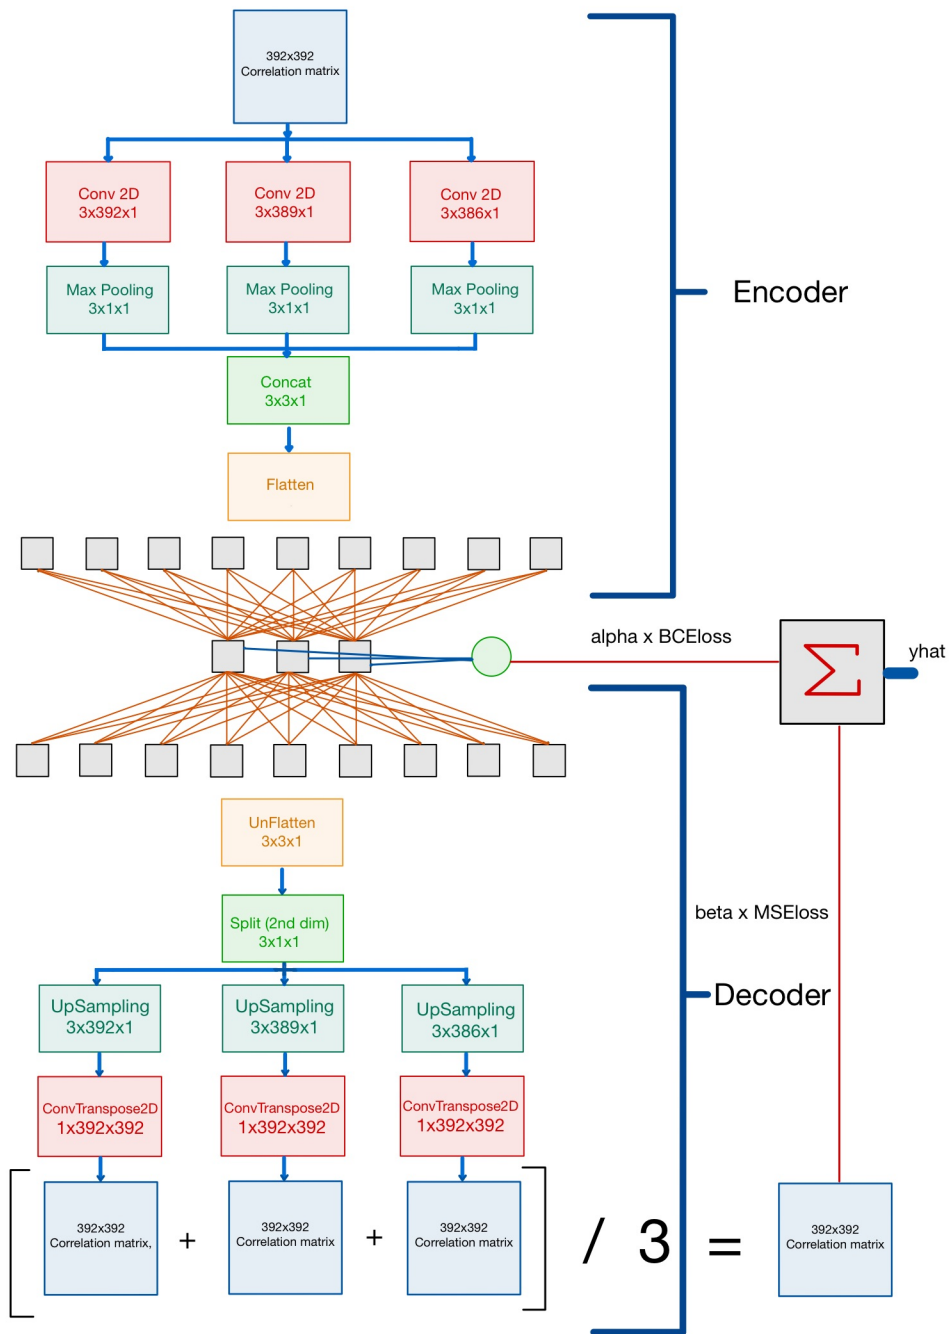 392x392
Correlation matrix
Conv 2D
3x392x1
Conv 2D
3x389x1
Conv 2D
3x386x1
Max Pooling
3x1x1
Max Pooling
3x1x1
Max Pooling
3x1x1
Encoder
Concat
3x3x1
Flatten
alpha x BCEloss
Σ
yhat
UnFlatten
3x3x1
Split (2nd dim)
3x1x1
beta x MSEloss
UpSampling
3x392x1
UpSampling
3x389x1
UpSampling
3x386x1
Decoder
ConvTranspose2D
1x392x392
ConvTranspose2D
1x392x392
ConvTranspose2D
1x392x392
[
392x392
Correlation matrix,
+
392x392
Correlation matrix
+
392x392
Correlation matrix
]
/ 3 =
392x392
Correlation matrix